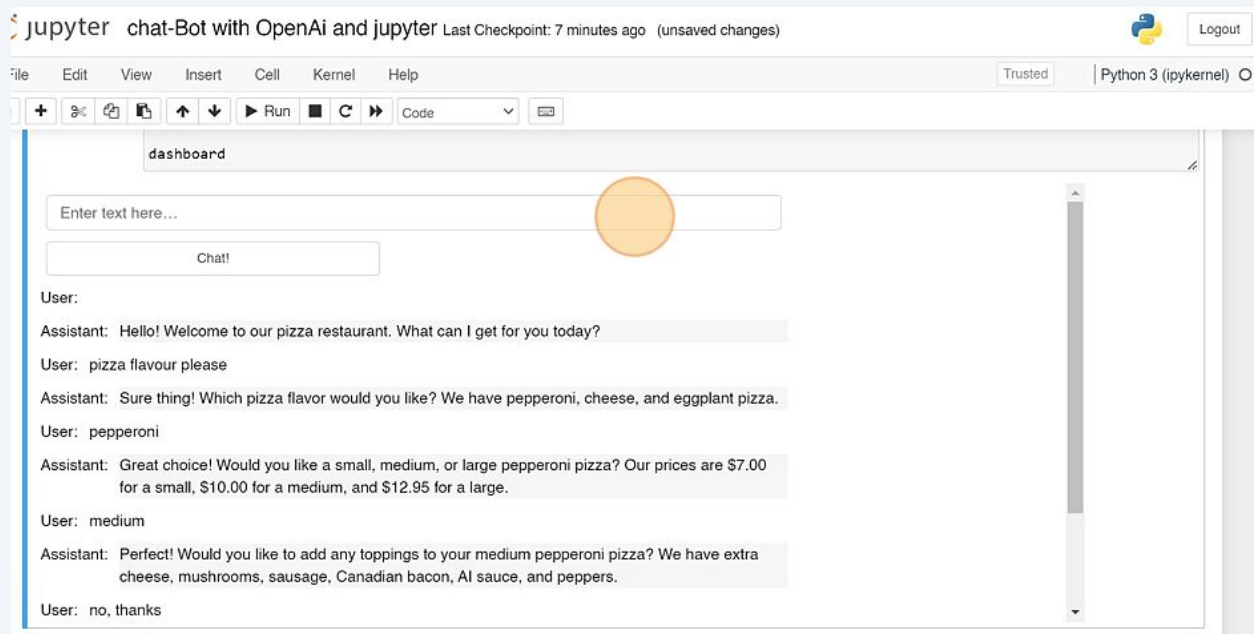 jupyter chat-Bot with OpenAi and jupyter Last Checkpoint: 7 minutes ago (unsaved changes)
Logout
File Edit View Insert Cell Kernel Help
Trusted
Python 3 (ipykernel)
Run
Code
dashboard
Enter text here...
Chat!
User:
Assistant: Hello! Welcome to our pizza restaurant. What can I get for you today?
User: pizza flavour please
Assistant: Sure thing! Which pizza flavor would you like? We have pepperoni, cheese, and eggplant pizza.
User: pepperoni
Assistant: Great choice! Would you like a small, medium, or large pepperoni pizza? Our prices are $7.00
for a small, $10.00 for a medium, and $12.95 for a large.
User: medium
Assistant: Perfect! Would you like to add any toppings to your medium pepperoni pizza? We have extra
cheese, mushrooms, sausage, Canadian bacon, AI sauce, and peppers.
User: no, thanks